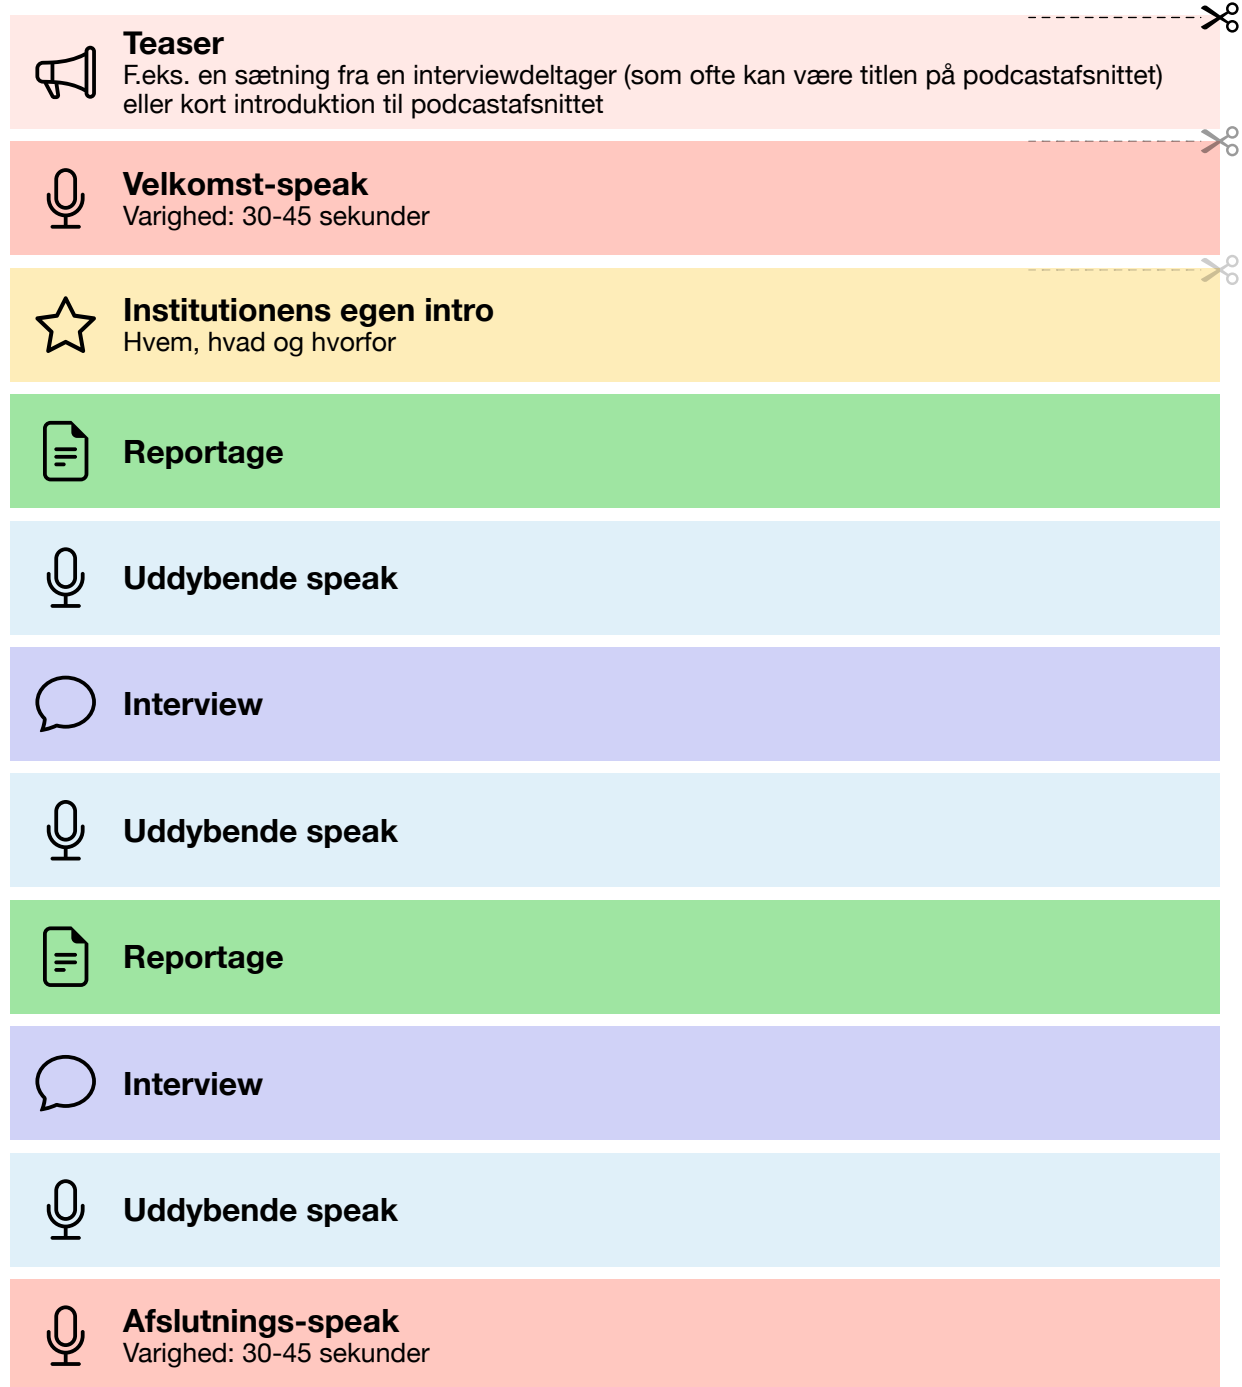 Teaser
F.eks. en sætning fra en interviewdeltager (som ofte kan være titlen på podcastafsnittet)
eller kort introduktion til podcastafsnittet
Velkomst-speak
Varighed: 30-45 sekunder
Institutionens egen intro
Hvem, hvad og hvorfor
Reportage
Uddybende speak
Interview
Uddybende speak
Reportage
Interview
Uddybende speak
Afslutnings-speak
Varighed: 30-45 sekunder